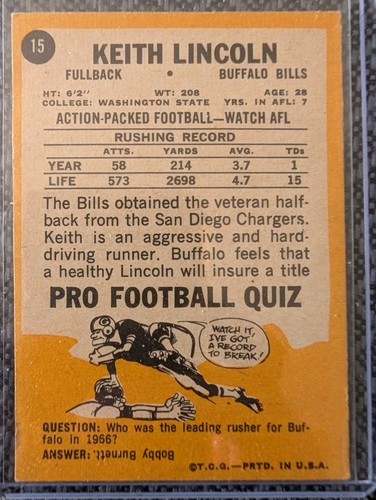 15
KEITH LINCOLN
FULLBACK • BUFFALO BILLS
HT: 6'2" WT: 208 AGE: 28
COLLEGE: WASHINGTON STATE YRS. IN AFL: 7
ACTION-PACKED FOOTBALL—WATCH AFL
RUSHING RECORD
ATTS. YARDS AVG. TDs
YEAR 58 214 3.7 1
LIFE 573 2698 4.7 15
The Bills obtained the veteran half-
back from the San Diego Chargers.
Keith is an aggressive and hard-
driving runner. Buffalo feels that
a healthy Lincoln will insure a title
PRO FOOTBALL QUIZ
WATCH IT,
I'VE GOT
A RECORD
TO BREAK!
QUESTION: Who was the leading rusher for Buf-
falo in 1966?
ANSWER: Bobby Burnett.
©T.C.G.—PRTD. IN U.S.A.